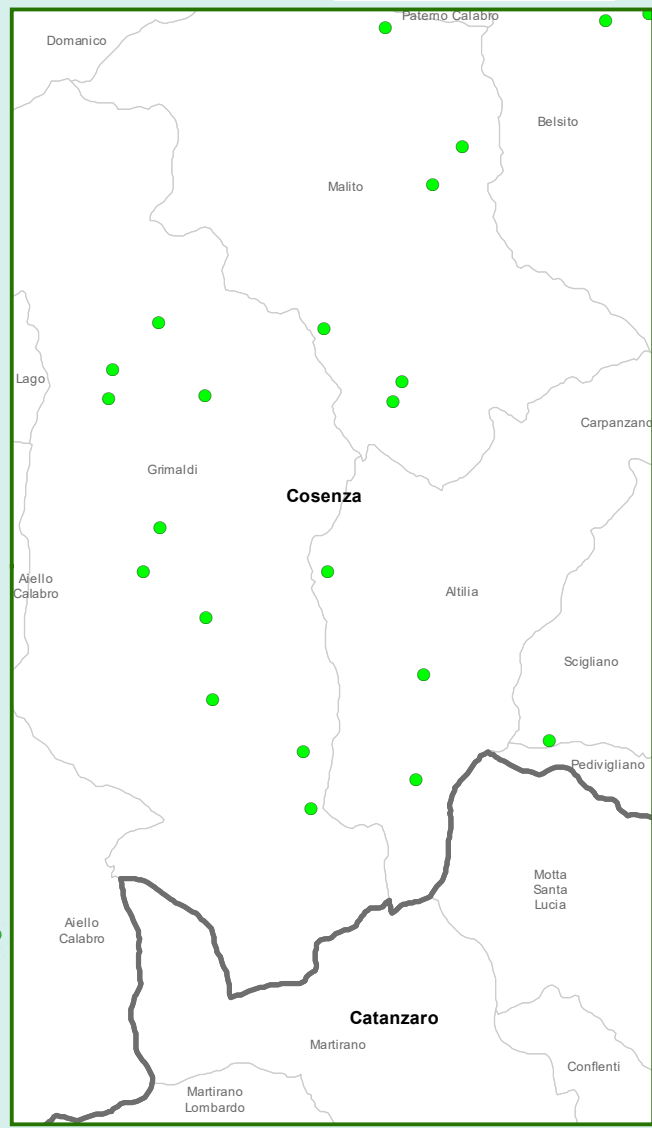 Paterno Calabro
Domanico
Belsito
Malito
Lago
Carpanzano
Grimaldi
Cosenza
Aiello
Calabro
Altilia
Scigliano
Pedivigliano
Motta
Santa
Lucia
Aiello
Calabro
Catanzaro
Martirano
Conflenti
Martirano
Lombardo